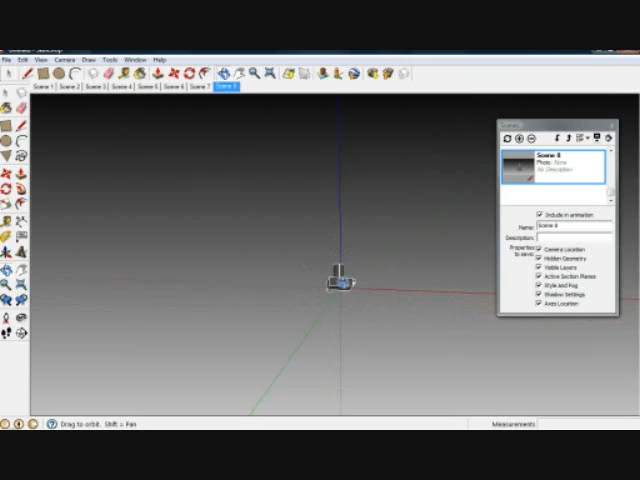 File Edit View Camera Draw Tools Window Help
Scene 1 Scene 2 Scene 3 Scene 4 Scene 5 Scene 6 Scene 7 Scene 8
Scenes
Scene 8
Photo: None
No Description
Include in animation
Name: Scene 8
Description:
Properties to save:
Camera Location
Hidden Geometry
Visible Layers
Active Section Planes
Style and Fog
Shadow Settings
Axes Location
Drag to orbit. Shift = Pan
Measurements